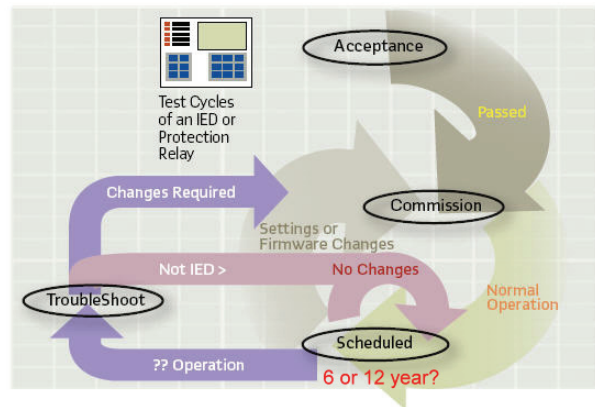 Acceptance
Test Cycles
of an IED or
Protection
Relay
Passed
Changes Required
Commission
Settings or
Firmware Changes
Not IED >
No Changes
TroubleShoot
Normal
Operation
Scheduled
?? Operation
6 or 12 year?